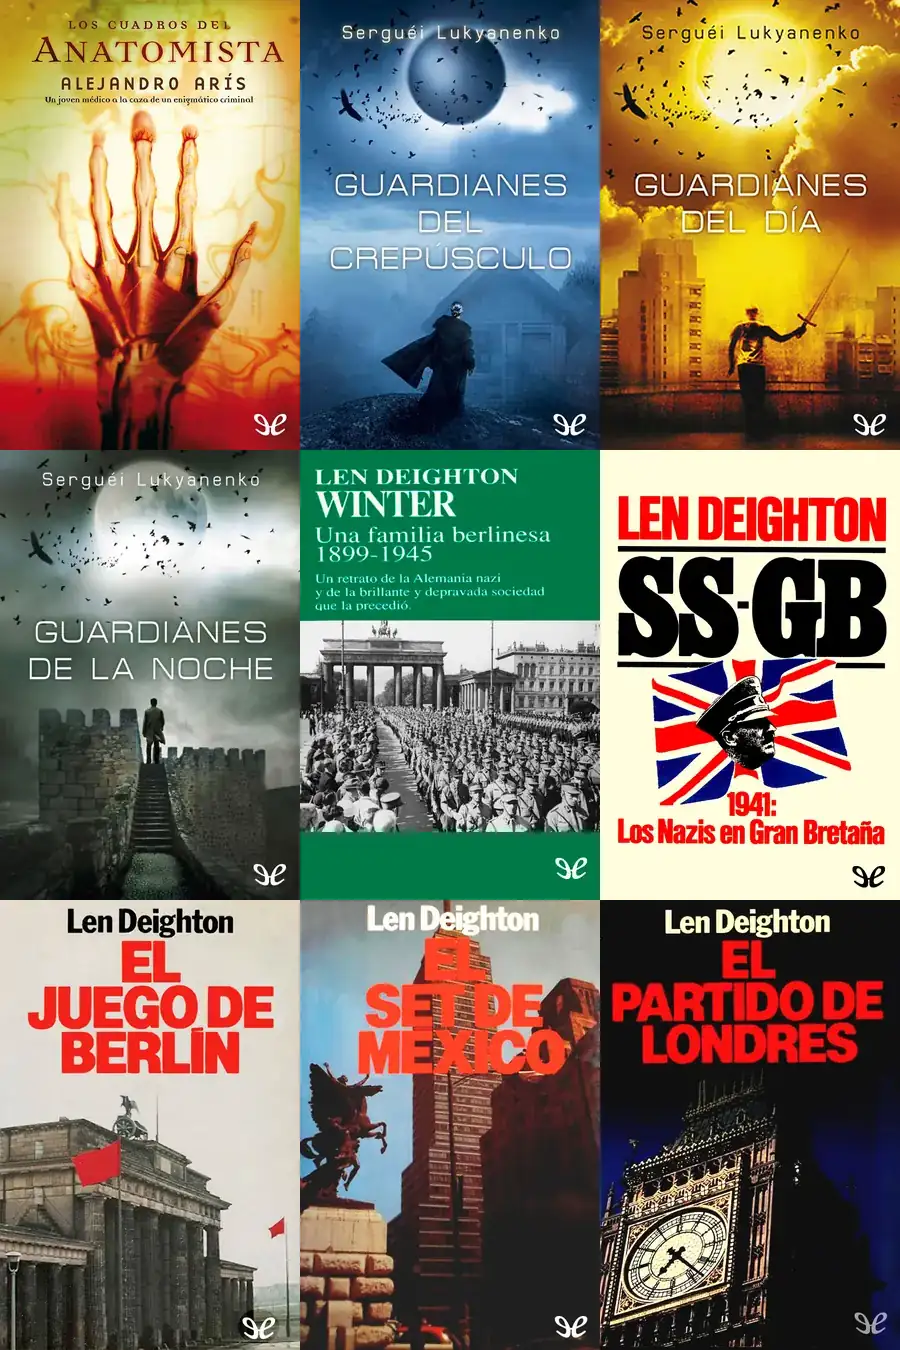 LOS CUADROS DEL
ANATOMISTA
ALEJANDRO ARÍS
Un joven médico a la caza de un enigmático criminal
Serguéi Lukyanenko
GUARDIANES
DEL
CREPÚSCULO
Serguéi Lukyanenko
GUARDIANES
DEL DÍA
Serguéi Lukyanenko
GUARDIANES
DE LA NOCHE
LEN DEIGHTON
WINTER
Una familia berlinesa
1899-1945
Un retrato de la Alemania nazi
y de la brillante y depravada sociedad
que la precedió.
LEN DEIGHTON
SS-GB
1941:
Los Nazis en Gran Bretaña
Len Deighton
EL
JUEGO DE
BERLÍN
Len Deighton
EL
SET DE
MÉXICO
Len Deighton
EL
PARTIDO DE
LONDRES